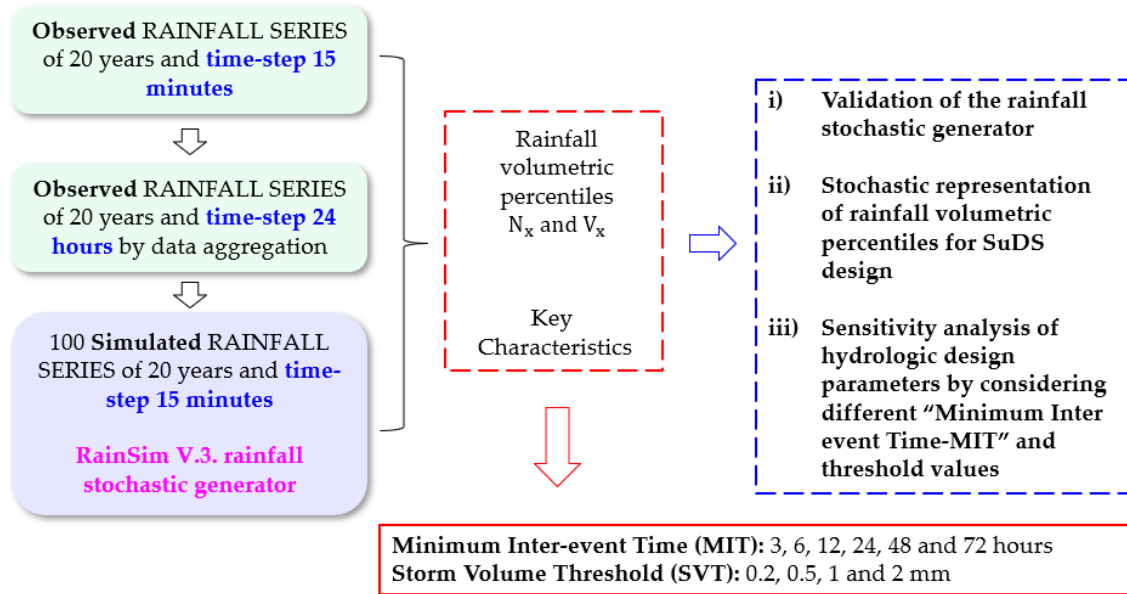 Observed RAINFALL SERIES
of 20 years and time-step 15
minutes
Observed RAINFALL SERIES
of 20 years and time-step 24
hours by data aggregation
100 Simulated RAINFALL
SERIES of 20 years and time-
step 15 minutes
RainSim V.3. rainfall
stochastic generator
Rainfall
volumetric
percentiles
Nx and Vx
Key
Characteristics
i) Validation of the rainfall
stochastic generator
ii) Stochastic representation
of rainfall volumetric
percentiles for SuDS
design
iii) Sensitivity analysis of
hydrologic design
parameters by considering
different “Minimum Inter
event Time-MIT” and
threshold values
Minimum Inter-event Time (MIT): 3, 6, 12, 24, 48 and 72 hours
Storm Volume Threshold (SVT): 0.2, 0.5, 1 and 2 mm